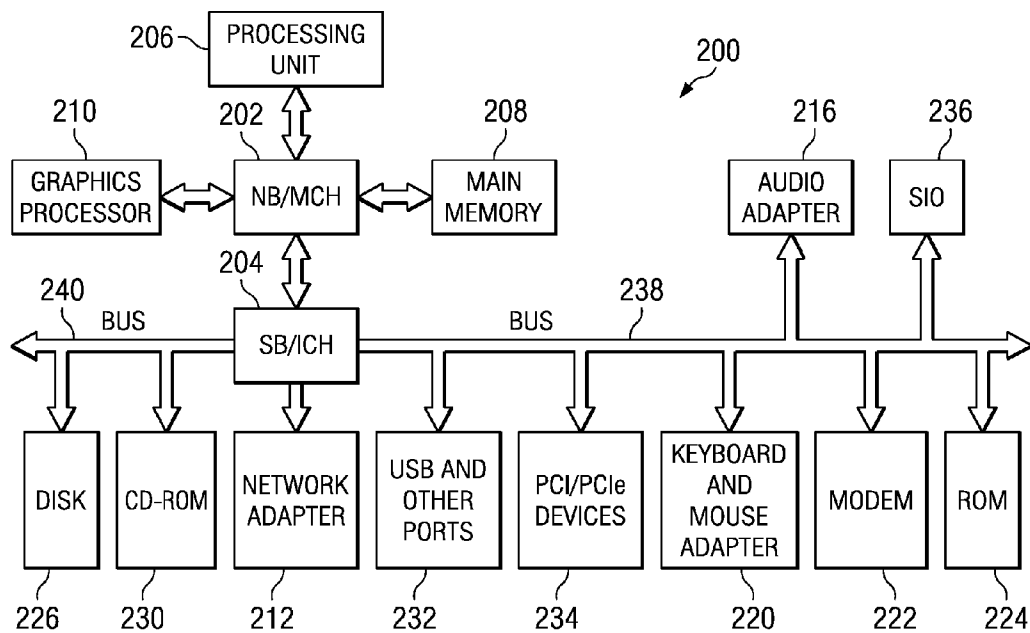 206
PROCESSING
UNIT
200
210
202
208
216
236
GRAPHICS
PROCESSOR
NB/MCH
MAIN
MEMORY
AUDIO
ADAPTER
SIO
204
240
BUS
SB/ICH
BUS
238
DISK
CD-ROM
NETWORK
ADAPTER
USB AND
OTHER
PORTS
PCI/PCIe
DEVICES
KEYBOARD
AND
MOUSE
ADAPTER
MODEM
ROM
226
230
212
232
234
220
222
224